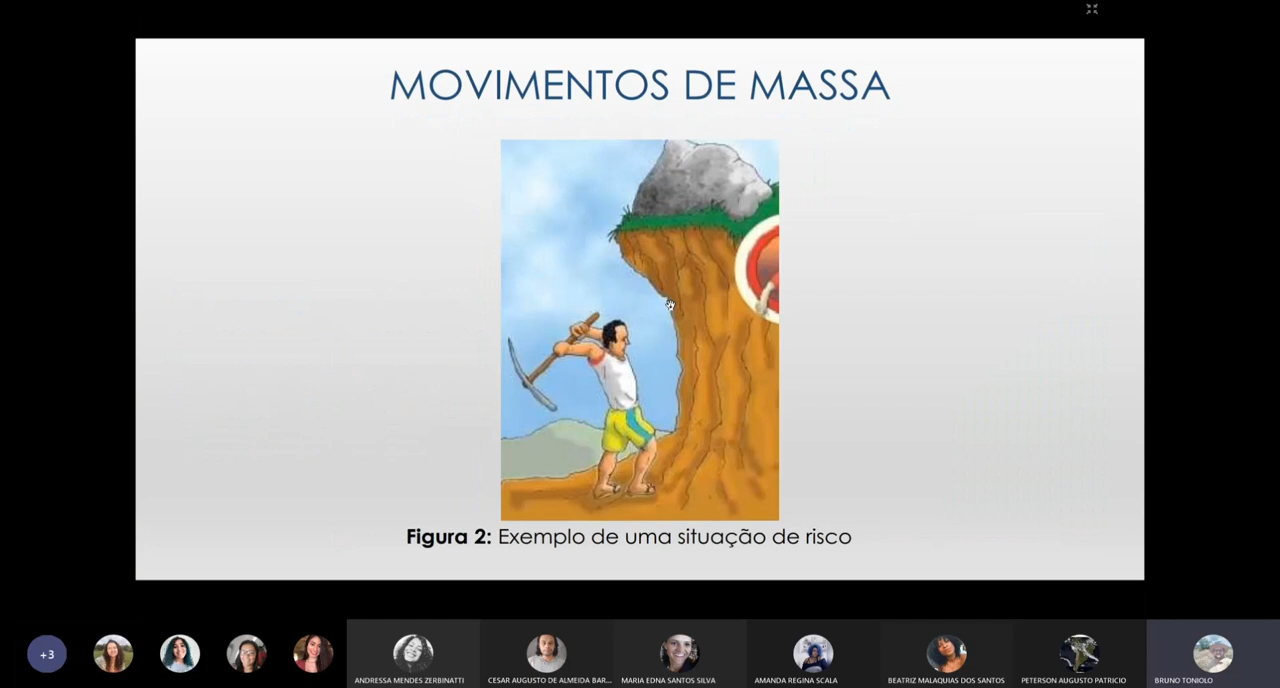 MOVIMENTOS DE MASSA
Figura 2: Exemplo de uma situação de risco
+3
ANDRESSA MENDES ZERBINATTI
CESAR AUGUSTO DE ALMEIDA BAR...
MARIA EDNA SANTOS SILVA
AMANDA REGINA SCALA
BEATRIZ MALAQUIAS DOS SANTOS
PETERSON AUGUSTO PATRICIO
BRUNO TONIOLO